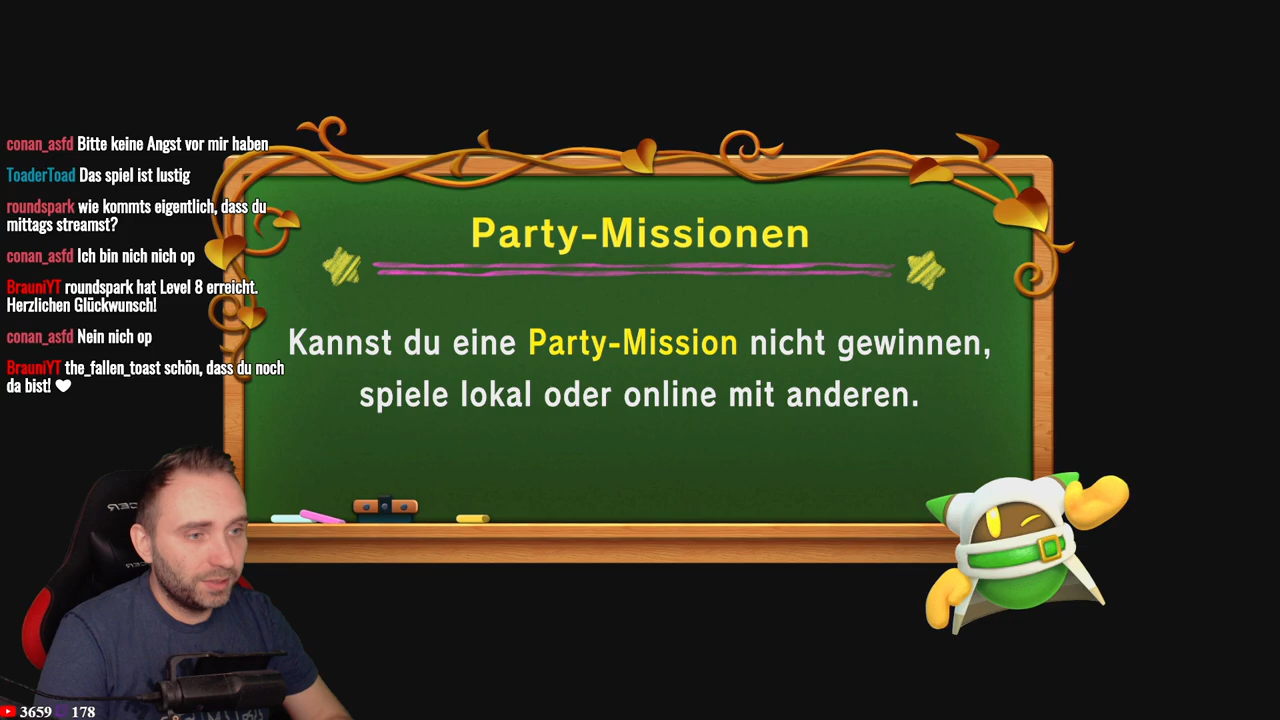 conan_asfd Bitte keine Angst vor mir haben
ToaderToad Das spiel ist lustig
roundspark wie kommts eigentlich, dass du
mittags streamst?
conan_asfd Ich bin nich nich op
BrauniYT roundspark hat Level 8 erreicht.
Herzlichen Glückwunsch!
conan_asfd Nein nich op
BrauniYT the_fallen_toast schön, dass du noch
da bist! ♥
Party-Missionen
Kannst du eine Party-Mission nicht gewinnen,
spiele lokal oder online mit anderen.
3659 178